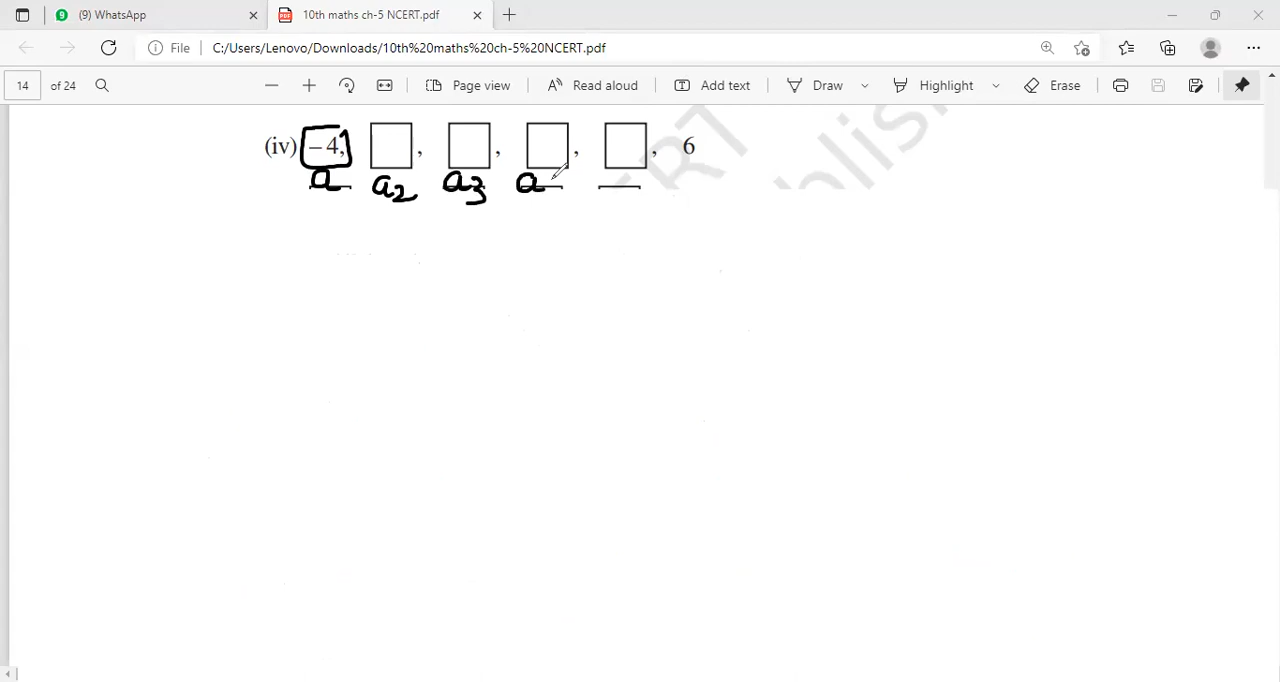 (9) WhatsApp 10th maths ch-5 NCERT.pdf
File C:/Users/Lenovo/Downloads/10th%20maths%20ch-5%20NCERT.pdf
14 of 24 Page view Read aloud Add text Draw Highlight Erase
(iv) – 4, , , , , 6
a a2 a3 a